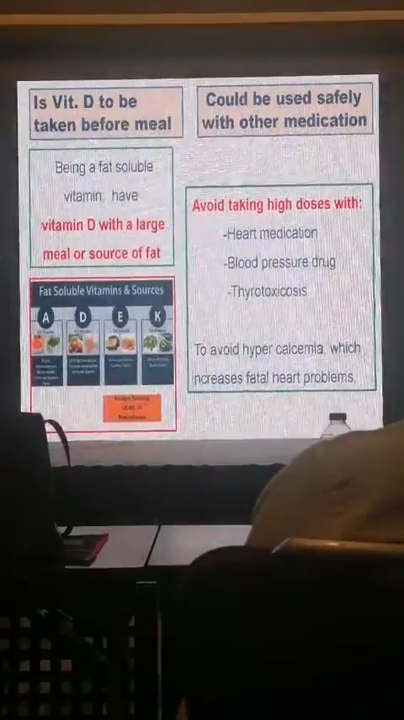 Is Vit. D to be
taken before meal
Being a fat soluble
vitamin: have
vitamin D with a large
meal or source of fat
Fat Soluble Vitamins & Sources
A D E K
Could be used safely
with other medication
Avoid taking high doses with:
-Heart medication
-Blood pressure drug
-Thyrotoxicosis
To avoid hyper calcemia, which
increases fatal heart problems.